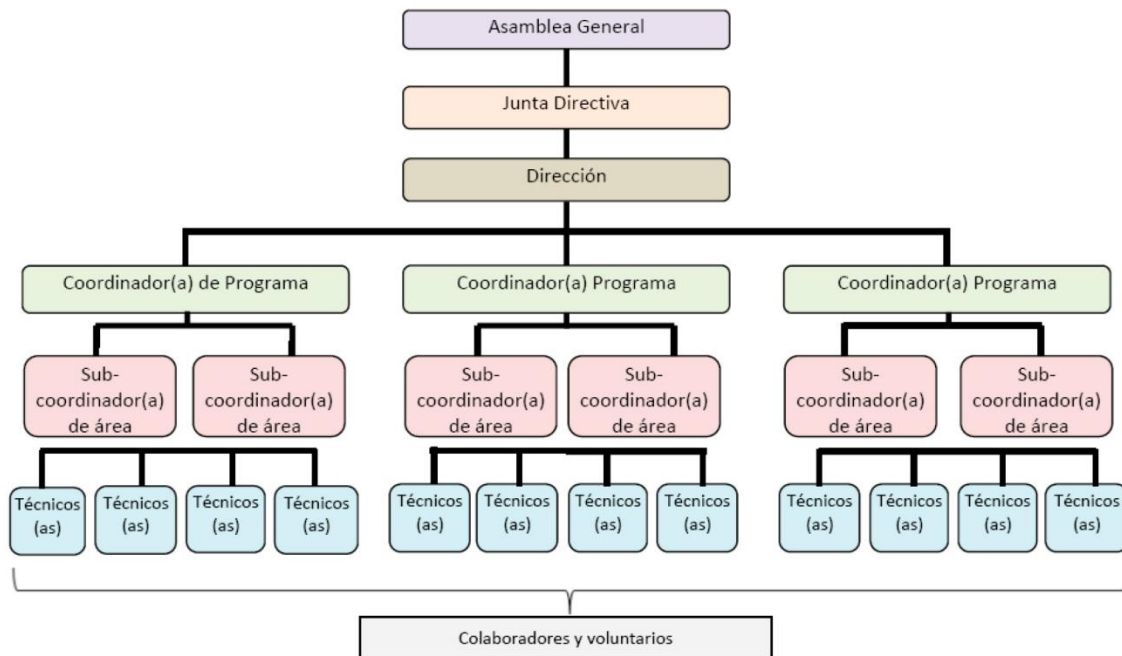 Asamblea General
Junta Directiva
Dirección
Coordinador(a) de Programa
Coordinador(a) Programa
Coordinador(a) Programa
Sub-
coordinador(a)
de área
Sub-
coordinador(a)
de área
Sub-
coordinador(a)
de área
Sub-
coordinador(a)
de área
Sub-
coordinador(a)
de área
Sub-
coordinador(a)
de área
Técnicos
(as)
Técnicos
(as)
Técnicos
(as)
Técnicos
(as)
Técnicos
(as)
Técnicos
(as)
Técnicos
(as)
Técnicos
(as)
Técnicos
(as)
Técnicos
(as)
Técnicos
(as)
Técnicos
(as)
Colaboradores y voluntarios